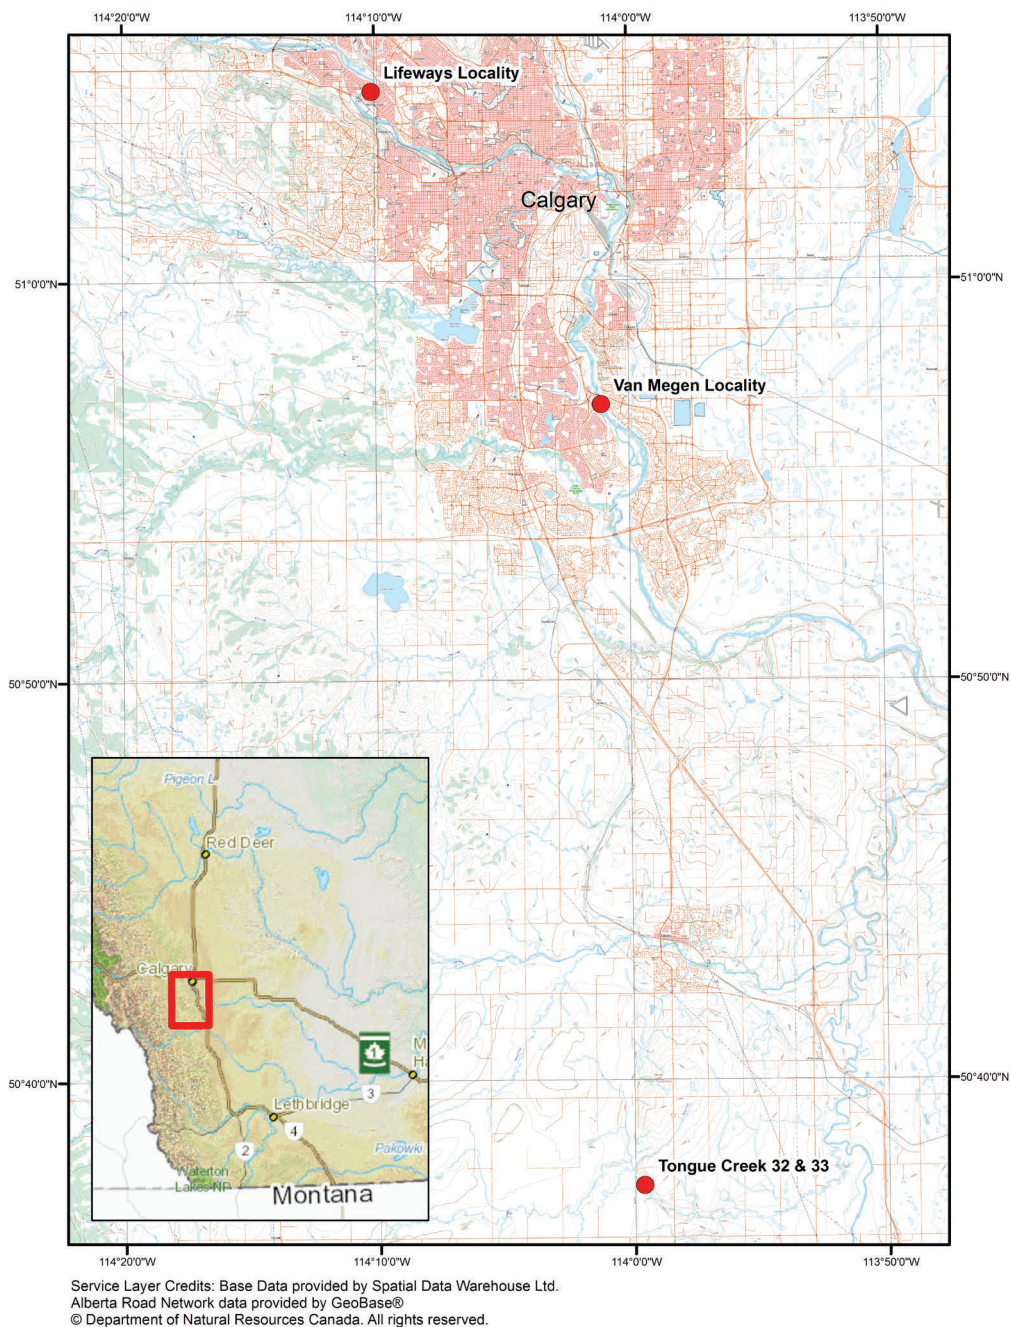 114°20'0"W 114°10'0"W 114°0'0"W 113°50'0"W
Lifeways Locality
Calgary
51°0'0"N 51°0'0"N
Van Megen Locality
50°50'0"N 50°50'0"N
Pigeon L.
Red Deer
Calgary
1
M
Ha
3
Lethbridge
4
2
Pakowki
Waterton
Lakes NP
Montana
50°40'0"N 50°40'0"N
Tongue Creek 32 & 33
114°20'0"W 114°10'0"W 114°0'0"W 113°50'0"W
Service Layer Credits: Base Data provided by Spatial Data Warehouse Ltd.
Alberta Road Network data provided by GeoBase®
© Department of Natural Resources Canada. All rights reserved.